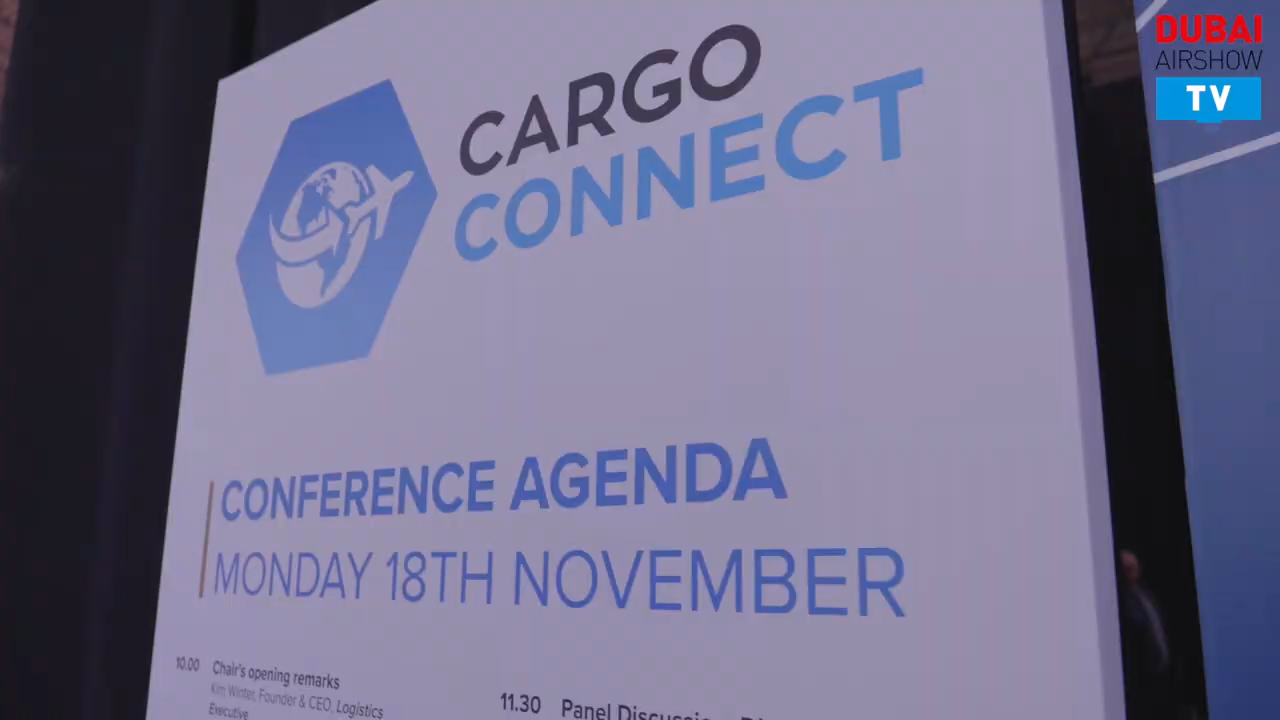 DUBAI
AIRSHOW
TV
CARGO
CONNECT
CONFERENCE AGENDA
MONDAY 18TH NOVEMBER
10.00 Chair's opening remarks
Kim Winter, Founder & CEO, Logistics
Executive
11.30 Panel Discussion